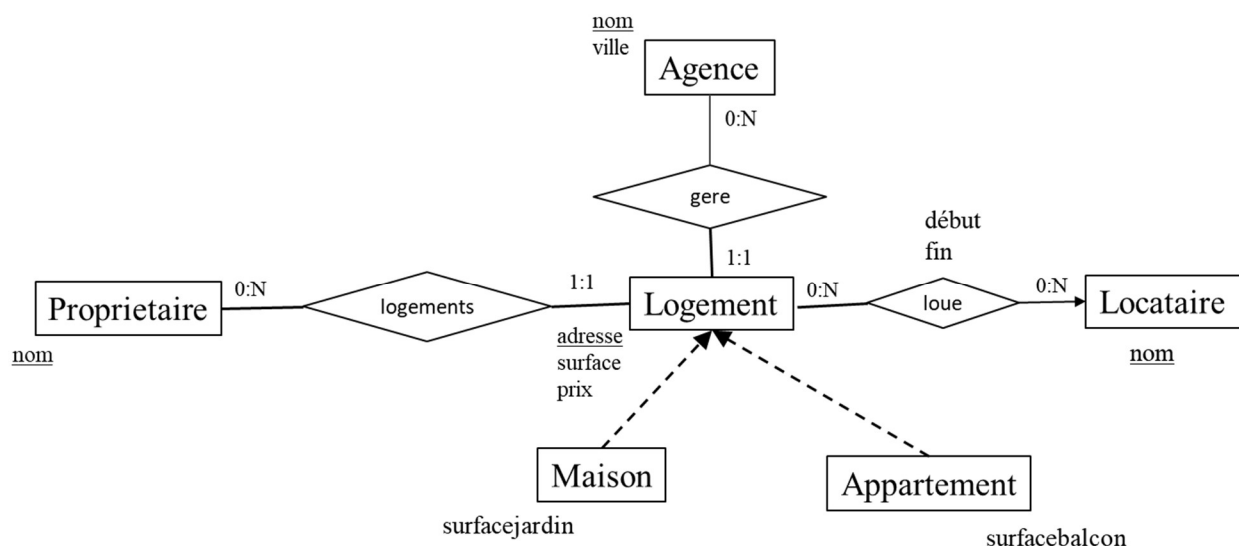 nom
ville
Agence
0:N
gere
1:1
début
fin
Proprietaire
0:N
logements
1:1
Logement
0:N
loue
0:N
Locataire
nom
adresse
surface
prix
nom
Maison
surfacejardin
Appartement
surfacebalcon